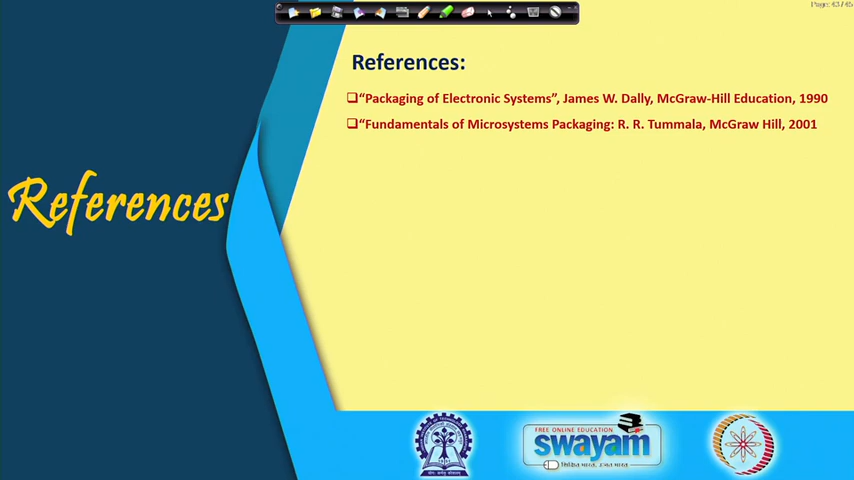 Page: 43 / 45
References:
❑“Packaging of Electronic Systems”, James W. Dally, McGraw-Hill Education, 1990
❑“Fundamentals of Microsystems Packaging: R. R. Tummala, McGraw Hill, 2001
References
FREE ONLINE EDUCATION
swayam